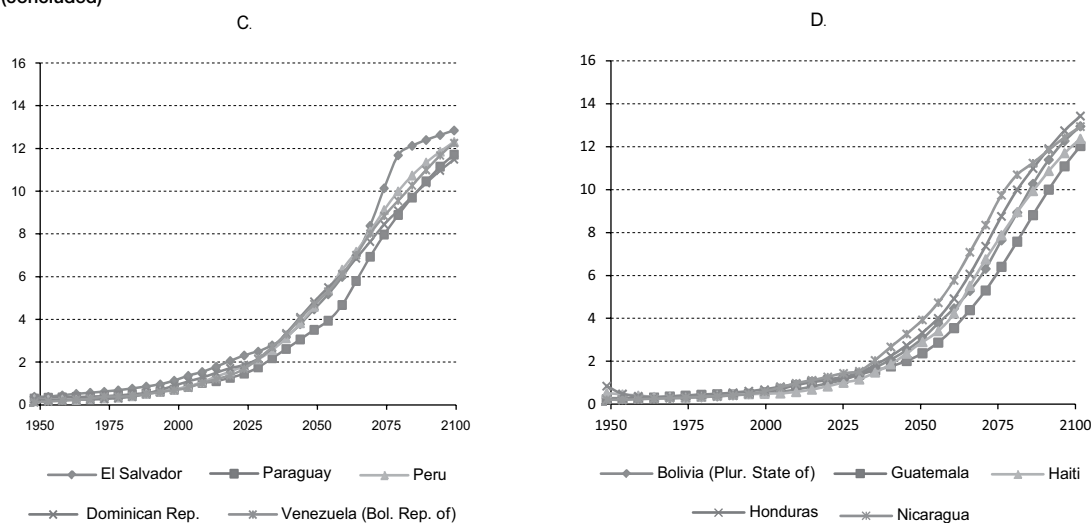 (concluded)
C.
16
14
12
10
8
6
4
2
0
1950 1975 2000 2025 2050 2075 2100
El Salvador Paraguay Peru
Dominican Rep. Venezuela (Bol. Rep. of)
D.
16
14
12
10
8
6
4
2
0
1950 1975 2000 2025 2050 2075 2100
Bolivia (Plur. State of) Guatemala Haiti
Honduras Nicaragua